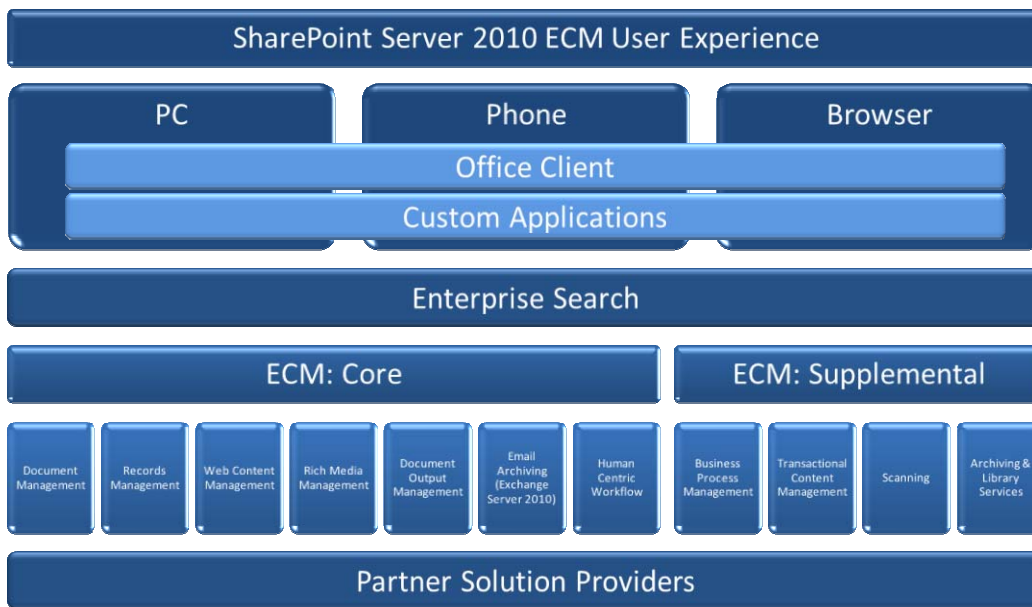 SharePoint Server 2010 ECM User Experience
PC
Phone
Browser
Office Client
Custom Applications
Enterprise Search
ECM: Core
ECM: Supplemental
Document
Management
Records
Management
Web Content
Management
Rich Media
Management
Document
Output
Management
Email
Archiving
(Exchange
Server 2010)
Human
Centric
Workflow
Business
Process
Management
Transactional
Content
Management
Scanning
Archiving &
Library
Services
Partner Solution Providers